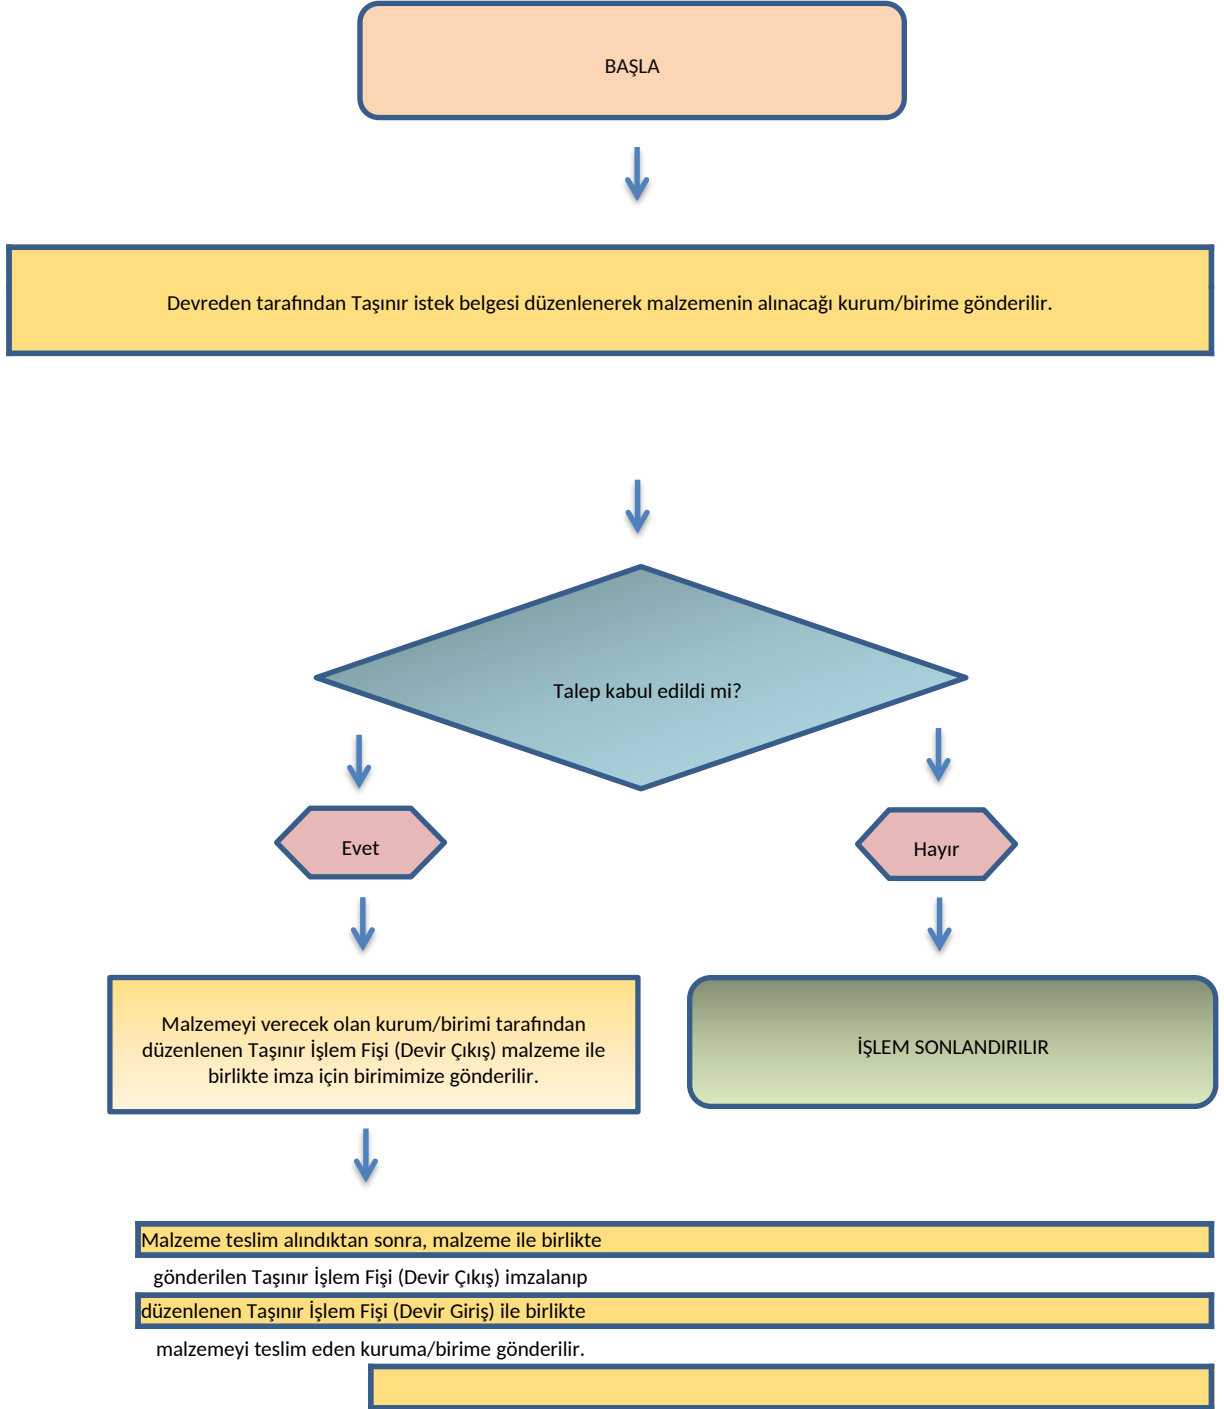 BAŞLA
Devreden tarafından Taşınır istek belgesi düzenlenerek malzemenin alınacağı kurum/birime gönderilir.
Talep kabul edildi mi?
Evet
Hayır
Malzemeyi verecek olan kurum/birimi tarafından
düzenlenen Taşınır İşlem Fişi (Devir Çıkış) malzeme ile
birlikte imza için birimimize gönderilir.
İŞLEM SONLANDIRILIR
Malzeme teslim alındıktan sonra, malzeme ile birlikte
gönderilen Taşınır İşlem Fişi (Devir Çıkış) imzalanıp
düzenlenen Taşınır İşlem Fişi (Devir Giriş) ile birlikte
malzemeyi teslim eden kuruma/birime gönderilir.